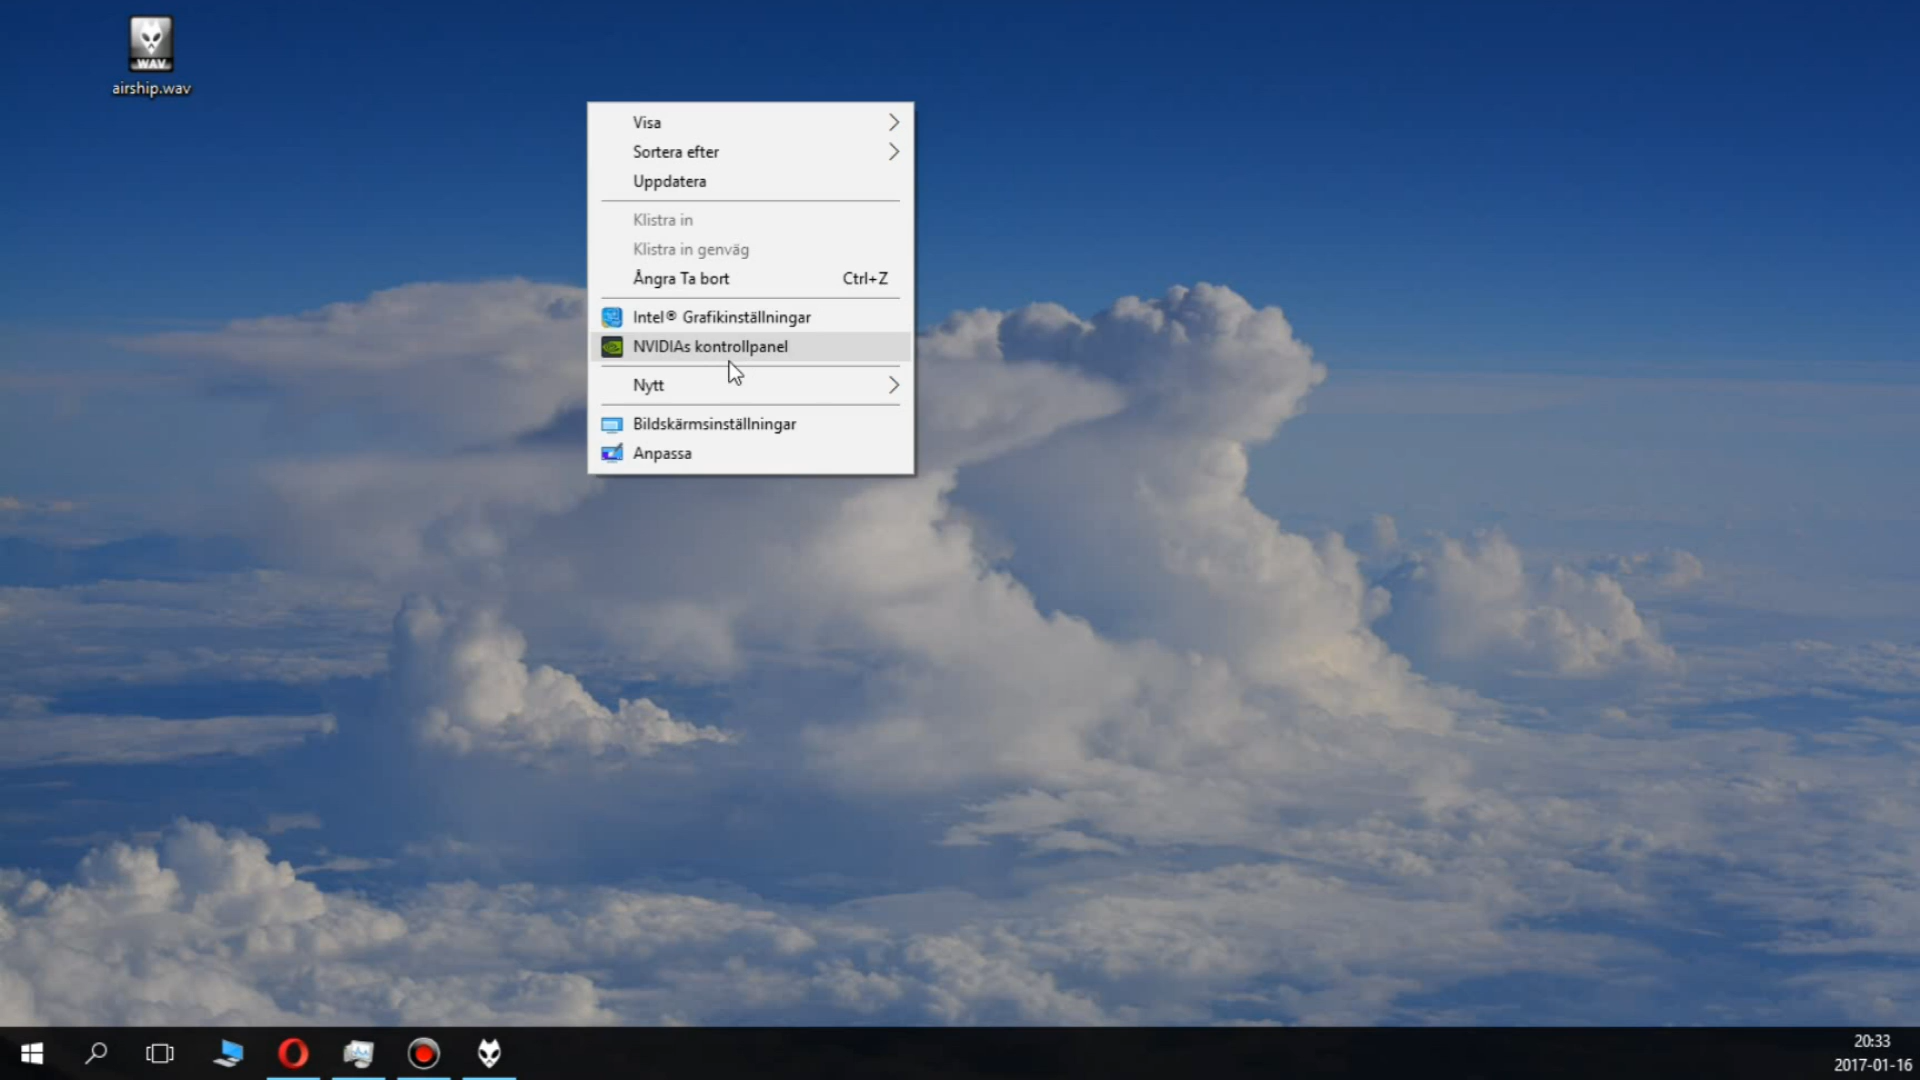 WAV
airship.wav
Visa
Sortera efter
Uppdatera
Klistra in
Klistra in genväg
Ångra Ta bort Ctrl+Z
Intel® Grafikinställningar
NVIDIAs kontrollpanel
Nytt
Bildskärmsinställningar
Anpassa
20:33
2017-01-16